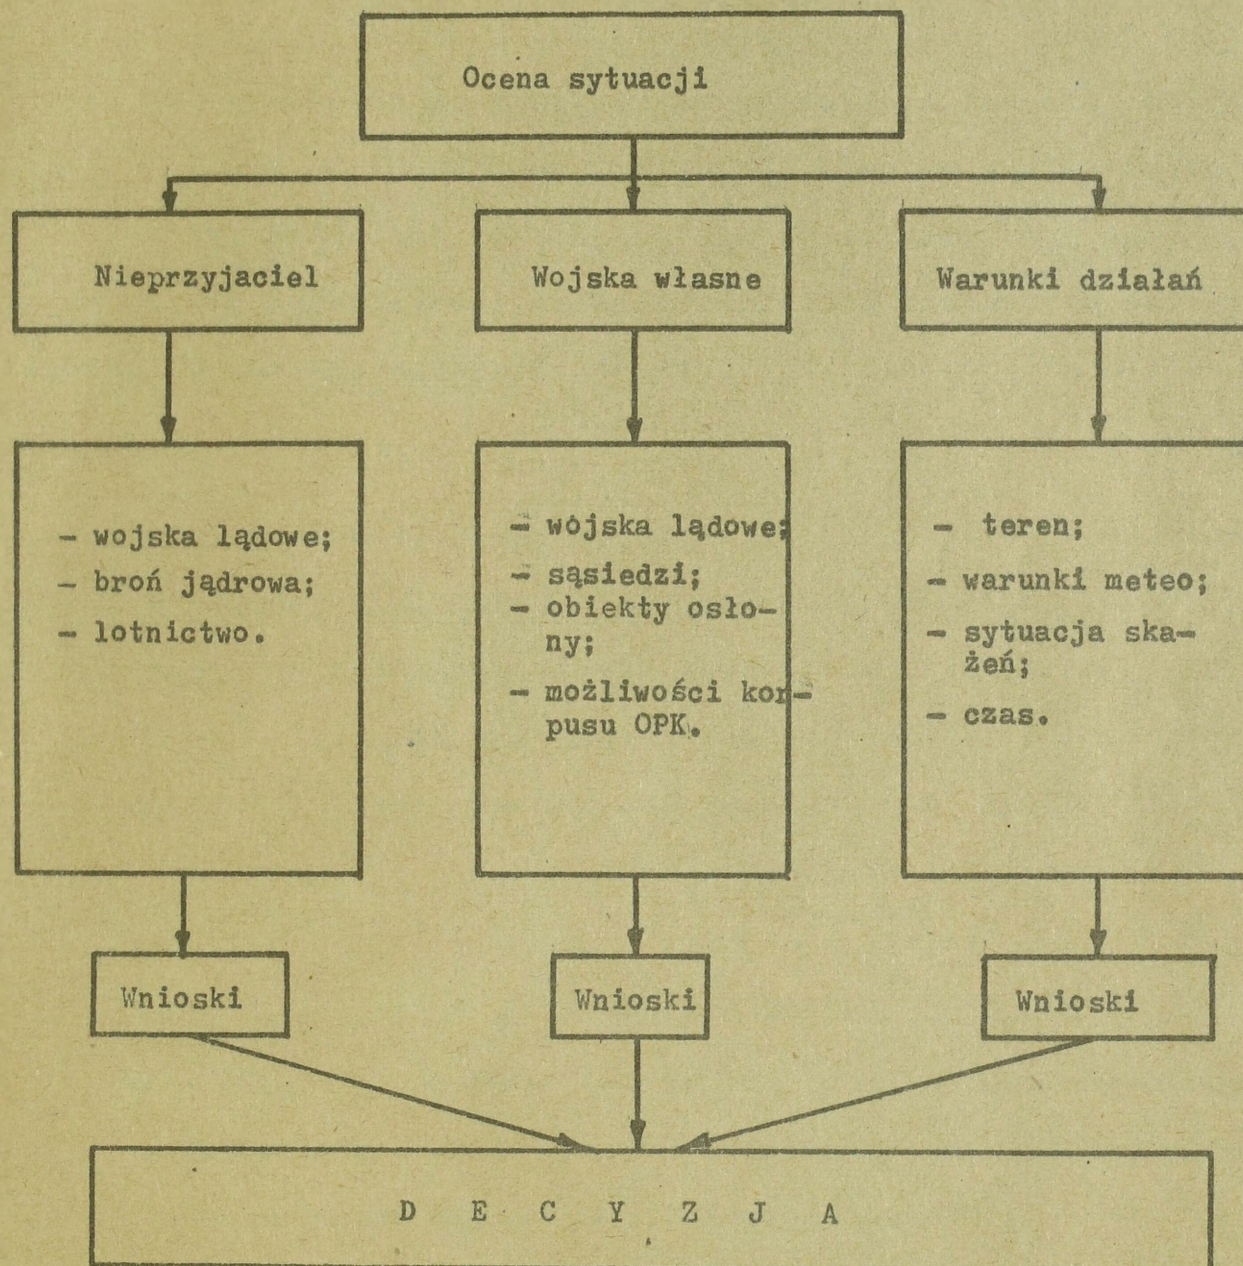 Ocena sytuacji
Nieprzyjaciel
Wojska własne
Warunki działań
- wojska lądowe;
- broń jądrowa;
- lotnictwo.
- wojska lądowe;
- sąsiedzi;
- obiekty osło-
ny;
- możliwości kor-
pusu OPK.
- teren;
- warunki meteo;
- sytuacja ska-
żeń;
- czas.
Wnioski
Wnioski
Wnioski
D E C Y Z J A